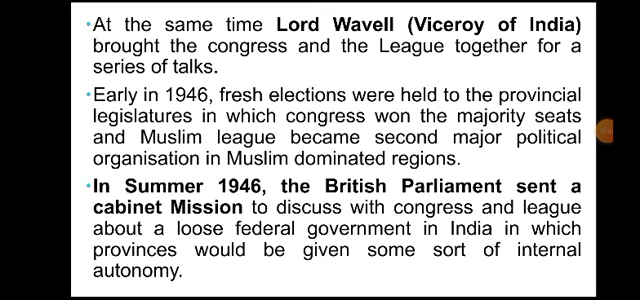 •At the same time Lord Wavell (Viceroy of India)
brought the congress and the League together for a
series of talks.
•Early in 1946, fresh elections were held to the provincial
legislatures in which congress won the majority seats
and Muslim league became second major political
organisation in Muslim dominated regions.
•In Summer 1946, the British Parliament sent a
cabinet Mission to discuss with congress and league
about a loose federal government in India in which
provinces would be given some sort of internal
autonomy.